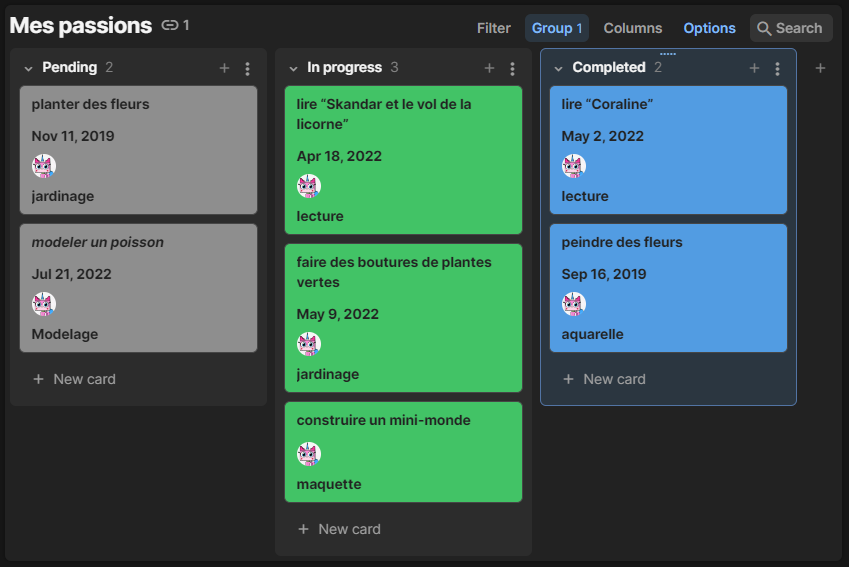 Mes passions 1
Filter Group 1 Columns Options Search
Pending 2
planter des fleurs
Nov 11, 2019
jardinage
modeler un poisson
Jul 21, 2022
Modelage
+ New card
In progress 3
lire “Skandar et le vol de la
licorne”
Apr 18, 2022
lecture
faire des boutures de plantes
vertes
May 9, 2022
jardinage
construire un mini-monde
maquette
+ New card
Completed 2
lire “Coraline”
May 2, 2022
lecture
peindre des fleurs
Sep 16, 2019
aquarelle
+ New card